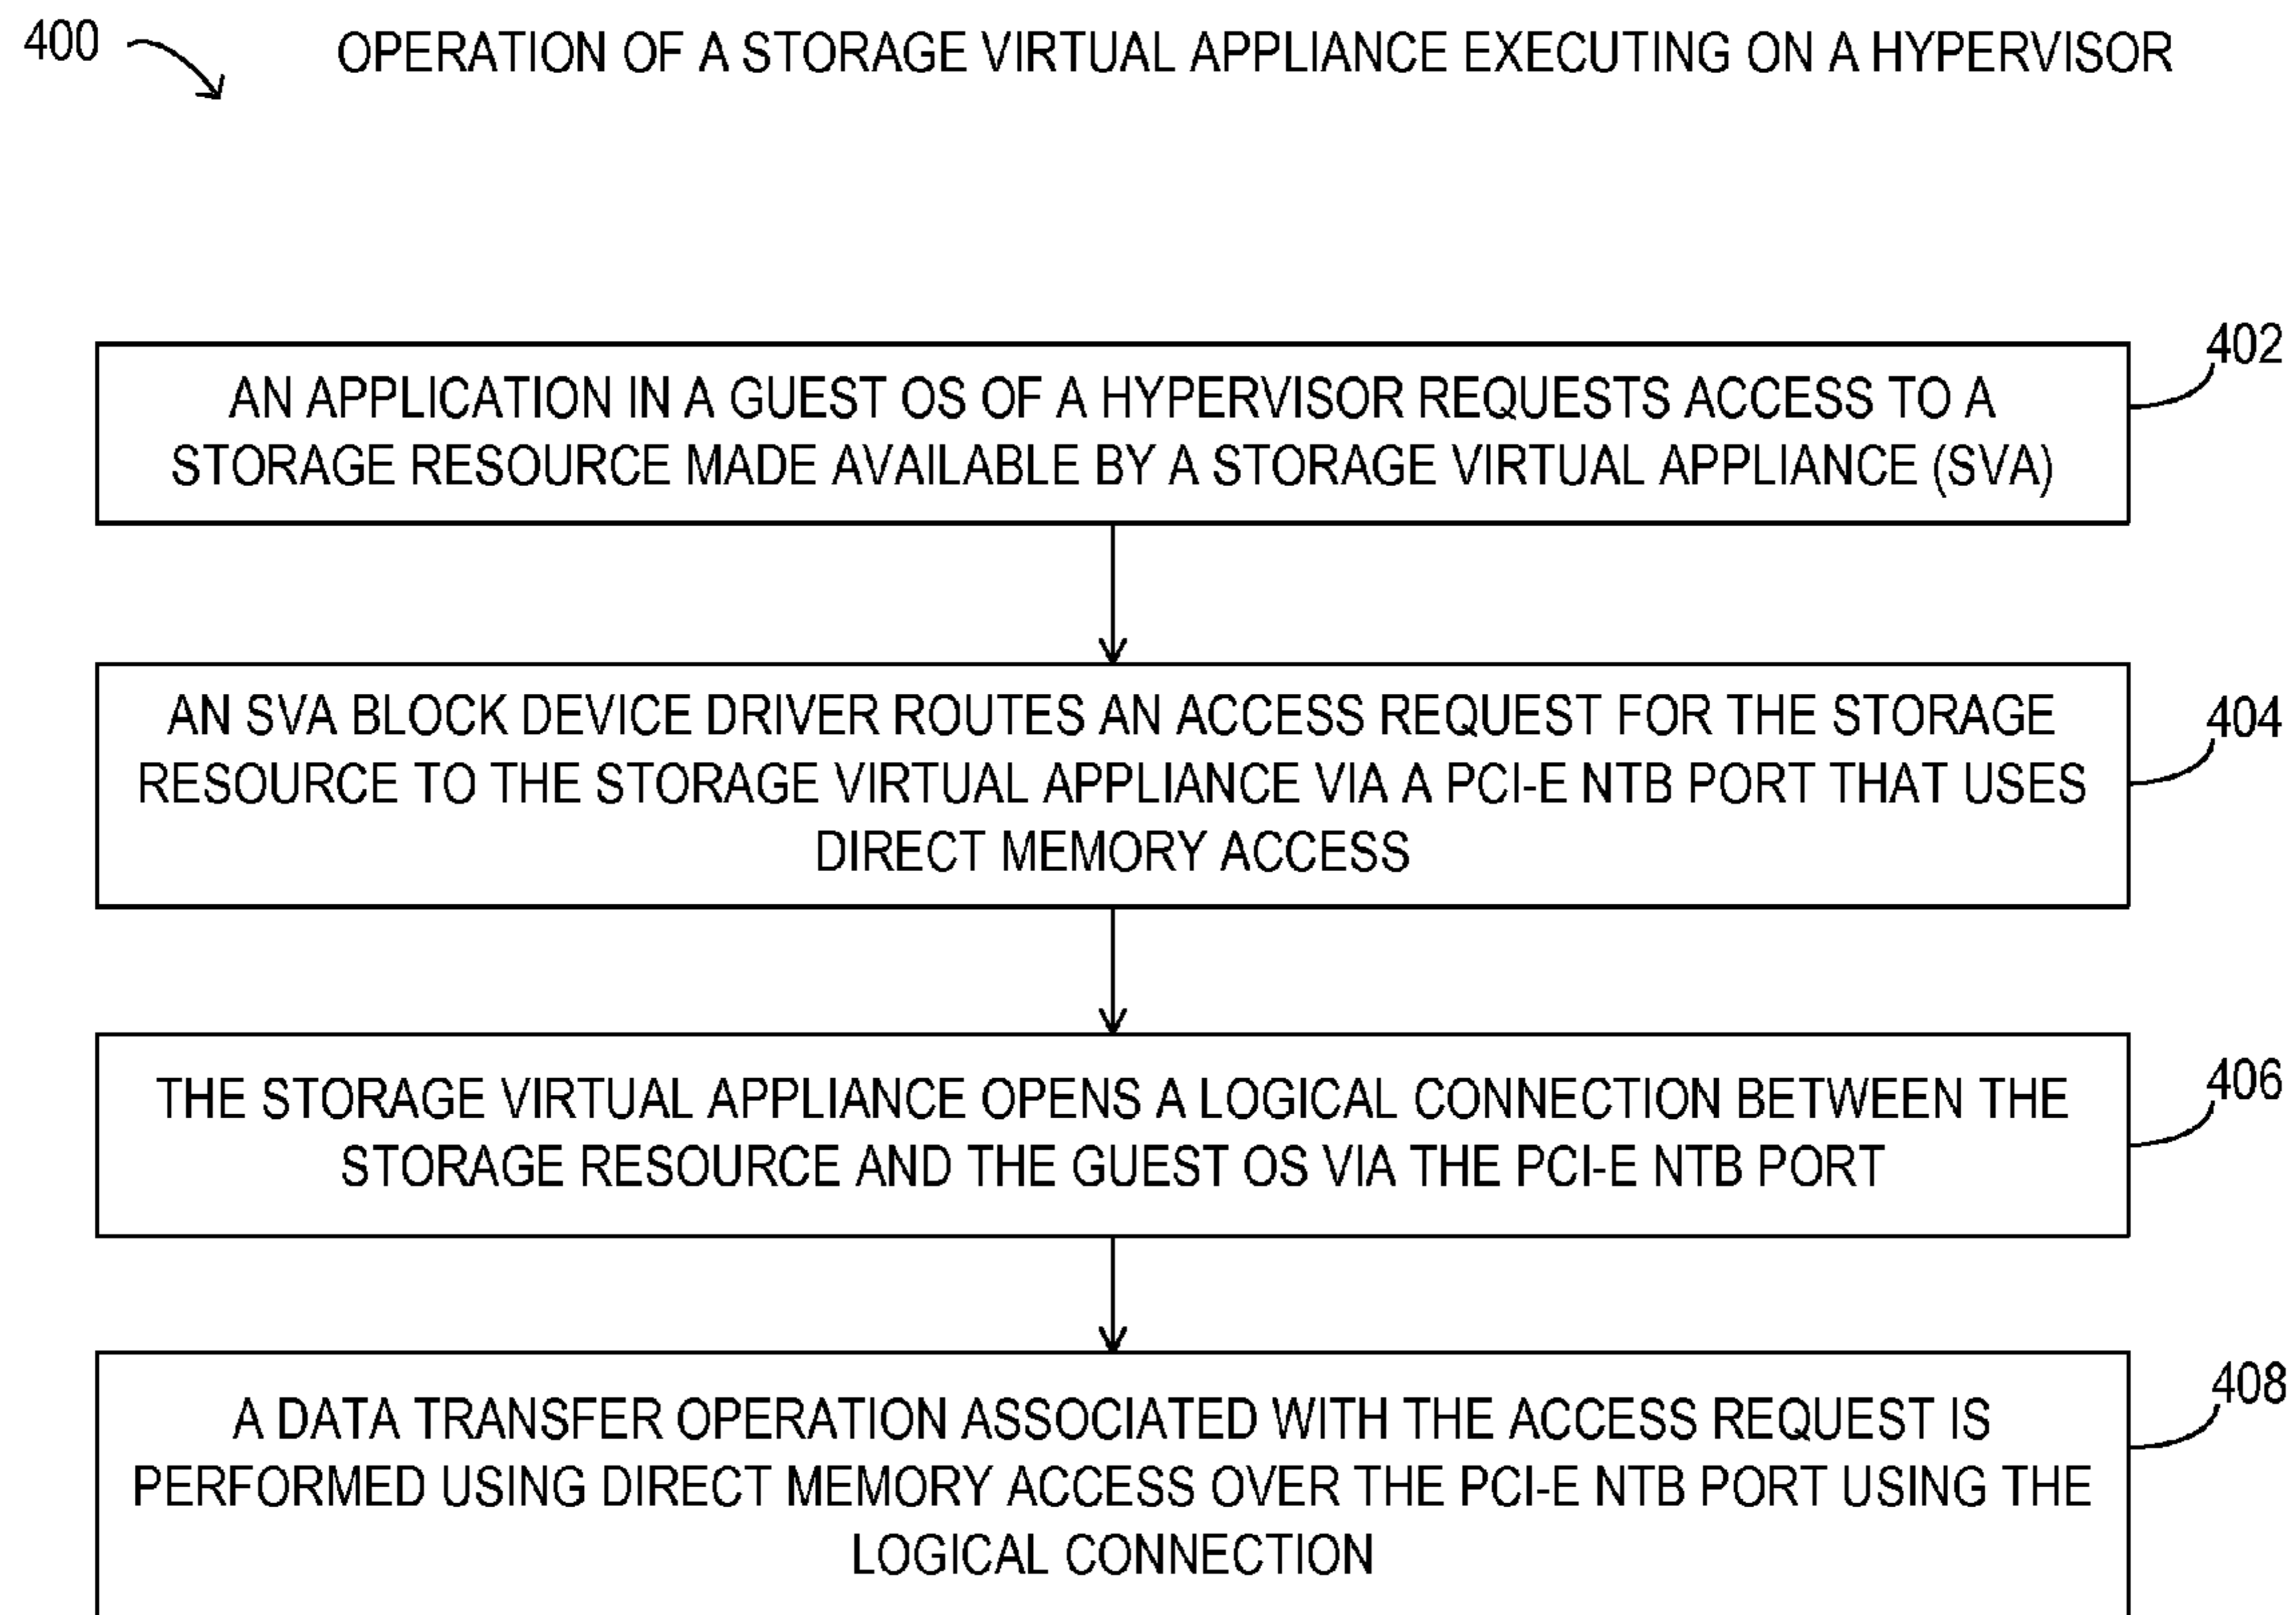 400
OPERATION OF A STORAGE VIRTUAL APPLIANCE EXECUTING ON A HYPERVISOR
402
AN APPLICATION IN A GUEST OS OF A HYPERVISOR REQUESTS ACCESS TO A
STORAGE RESOURCE MADE AVAILABLE BY A STORAGE VIRTUAL APPLIANCE (SVA)
404
AN SVA BLOCK DEVICE DRIVER ROUTES AN ACCESS REQUEST FOR THE STORAGE
RESOURCE TO THE STORAGE VIRTUAL APPLIANCE VIA A PCI-E NTB PORT THAT USES
DIRECT MEMORY ACCESS
406
THE STORAGE VIRTUAL APPLIANCE OPENS A LOGICAL CONNECTION BETWEEN THE
STORAGE RESOURCE AND THE GUEST OS VIA THE PCI-E NTB PORT
408
A DATA TRANSFER OPERATION ASSOCIATED WITH THE ACCESS REQUEST IS
PERFORMED USING DIRECT MEMORY ACCESS OVER THE PCI-E NTB PORT USING THE
LOGICAL CONNECTION